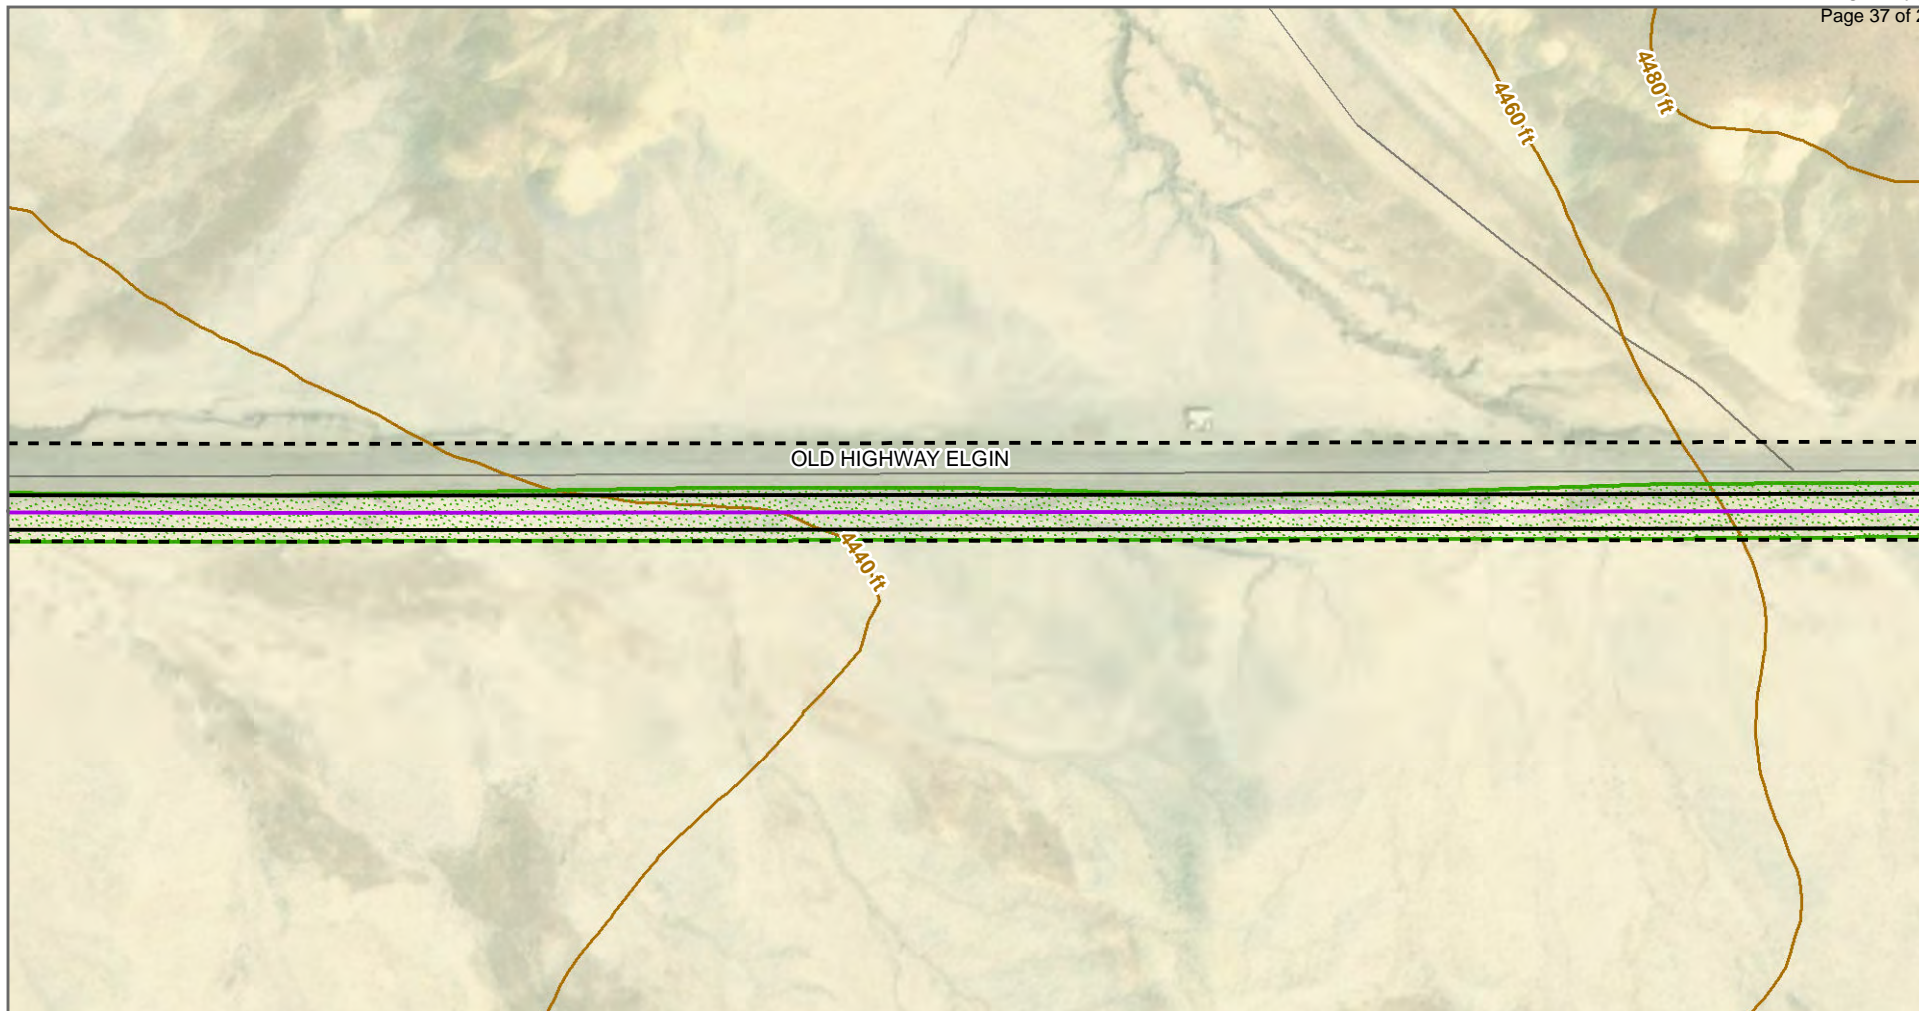 Page 37 of
4480 ft
4460 ft
OLD HIGHWAY ELGIN
4440 ft